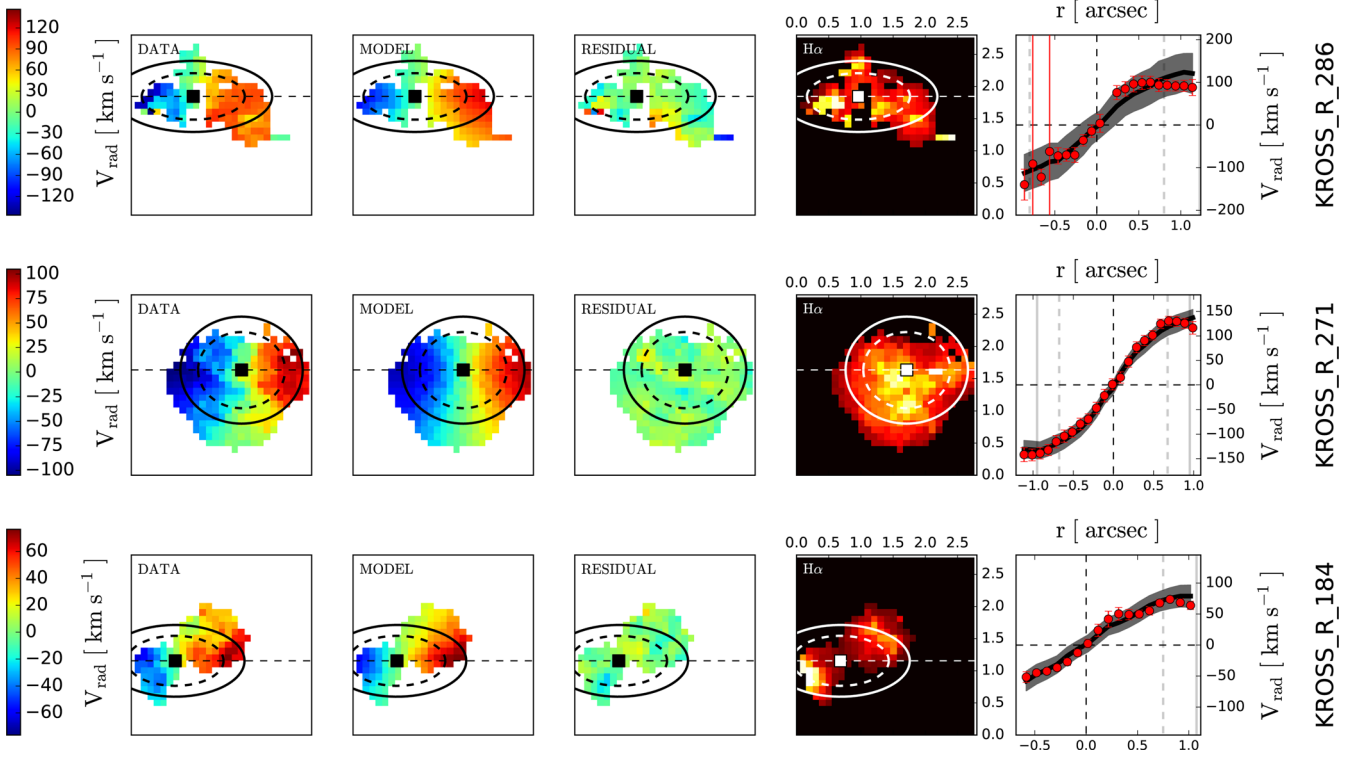 r [ arcsec ]
0.0 0.5 1.0 1.5 2.0 2.5
120
90
60
30
0
−30
−60
−90
−120
V_rad [ km s⁻¹ ]
DATA
MODEL
RESIDUAL
Hα
2.5
2.0
1.5
1.0
0.5
0.0
200
100
0
−100
−200
V_rad [ km s⁻¹ ]
KROSS_R_286
−0.5 0.0 0.5 1.0
0.0 0.5 1.0 1.5 2.0 2.5
r [ arcsec ]
100
75
50
25
0
−25
−50
−75
−100
V_rad [ km s⁻¹ ]
DATA
MODEL
RESIDUAL
Hα
2.5
2.0
1.5
1.0
0.5
0.0
150
100
50
0
−50
−100
−150
V_rad [ km s⁻¹ ]
KROSS_R_271
−1.0 −0.5 0.0 0.5 1.0
0.0 0.5 1.0 1.5 2.0 2.5
r [ arcsec ]
60
40
20
0
−20
−40
−60
V_rad [ km s⁻¹ ]
DATA
MODEL
RESIDUAL
Hα
2.5
2.0
1.5
1.0
0.5
0.0
100
50
0
−50
−100
V_rad [ km s⁻¹ ]
KROSS_R_184
−0.5 0.0 0.5 1.0